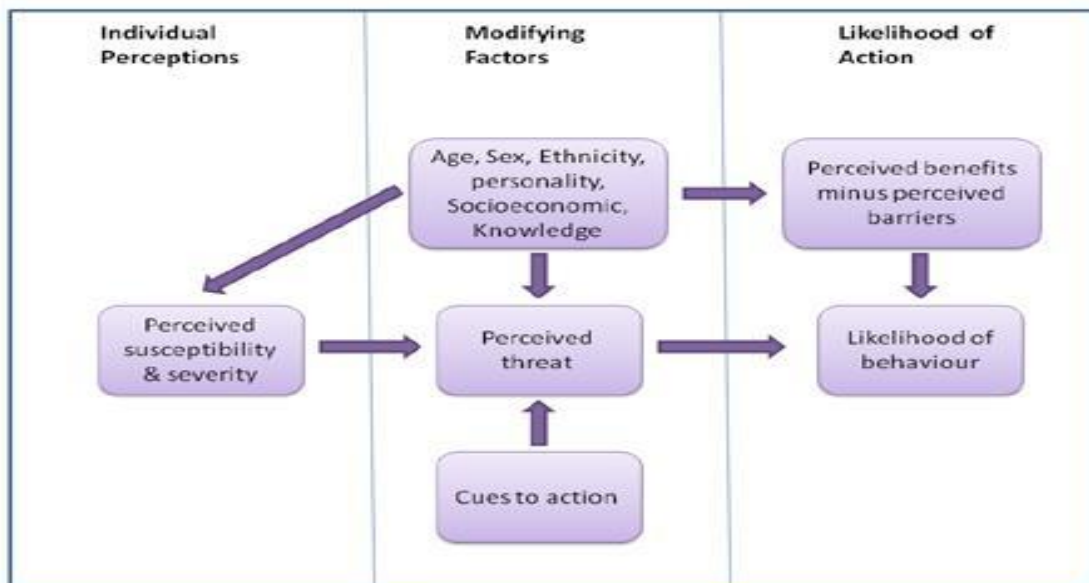 Individual
Perceptions
Modifying
Factors
Likelihood of
Action
Age, Sex, Ethnicity,
personality,
Socioeconomic,
Knowledge
Perceived benefits
minus perceived
barriers
Perceived
susceptibility
& severity
Perceived
threat
Likelihood of
behaviour
Cues to action